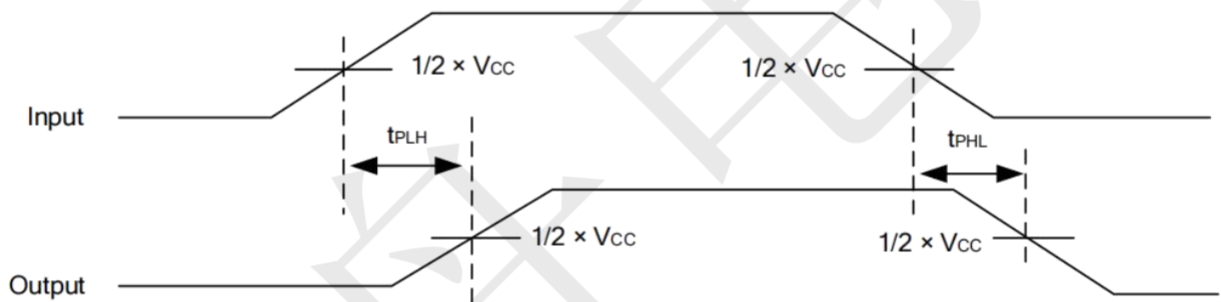 1/2 × VCC
1/2 × VCC
Input
tPLH
tPHL
1/2 × VCC
1/2 × VCC
Output